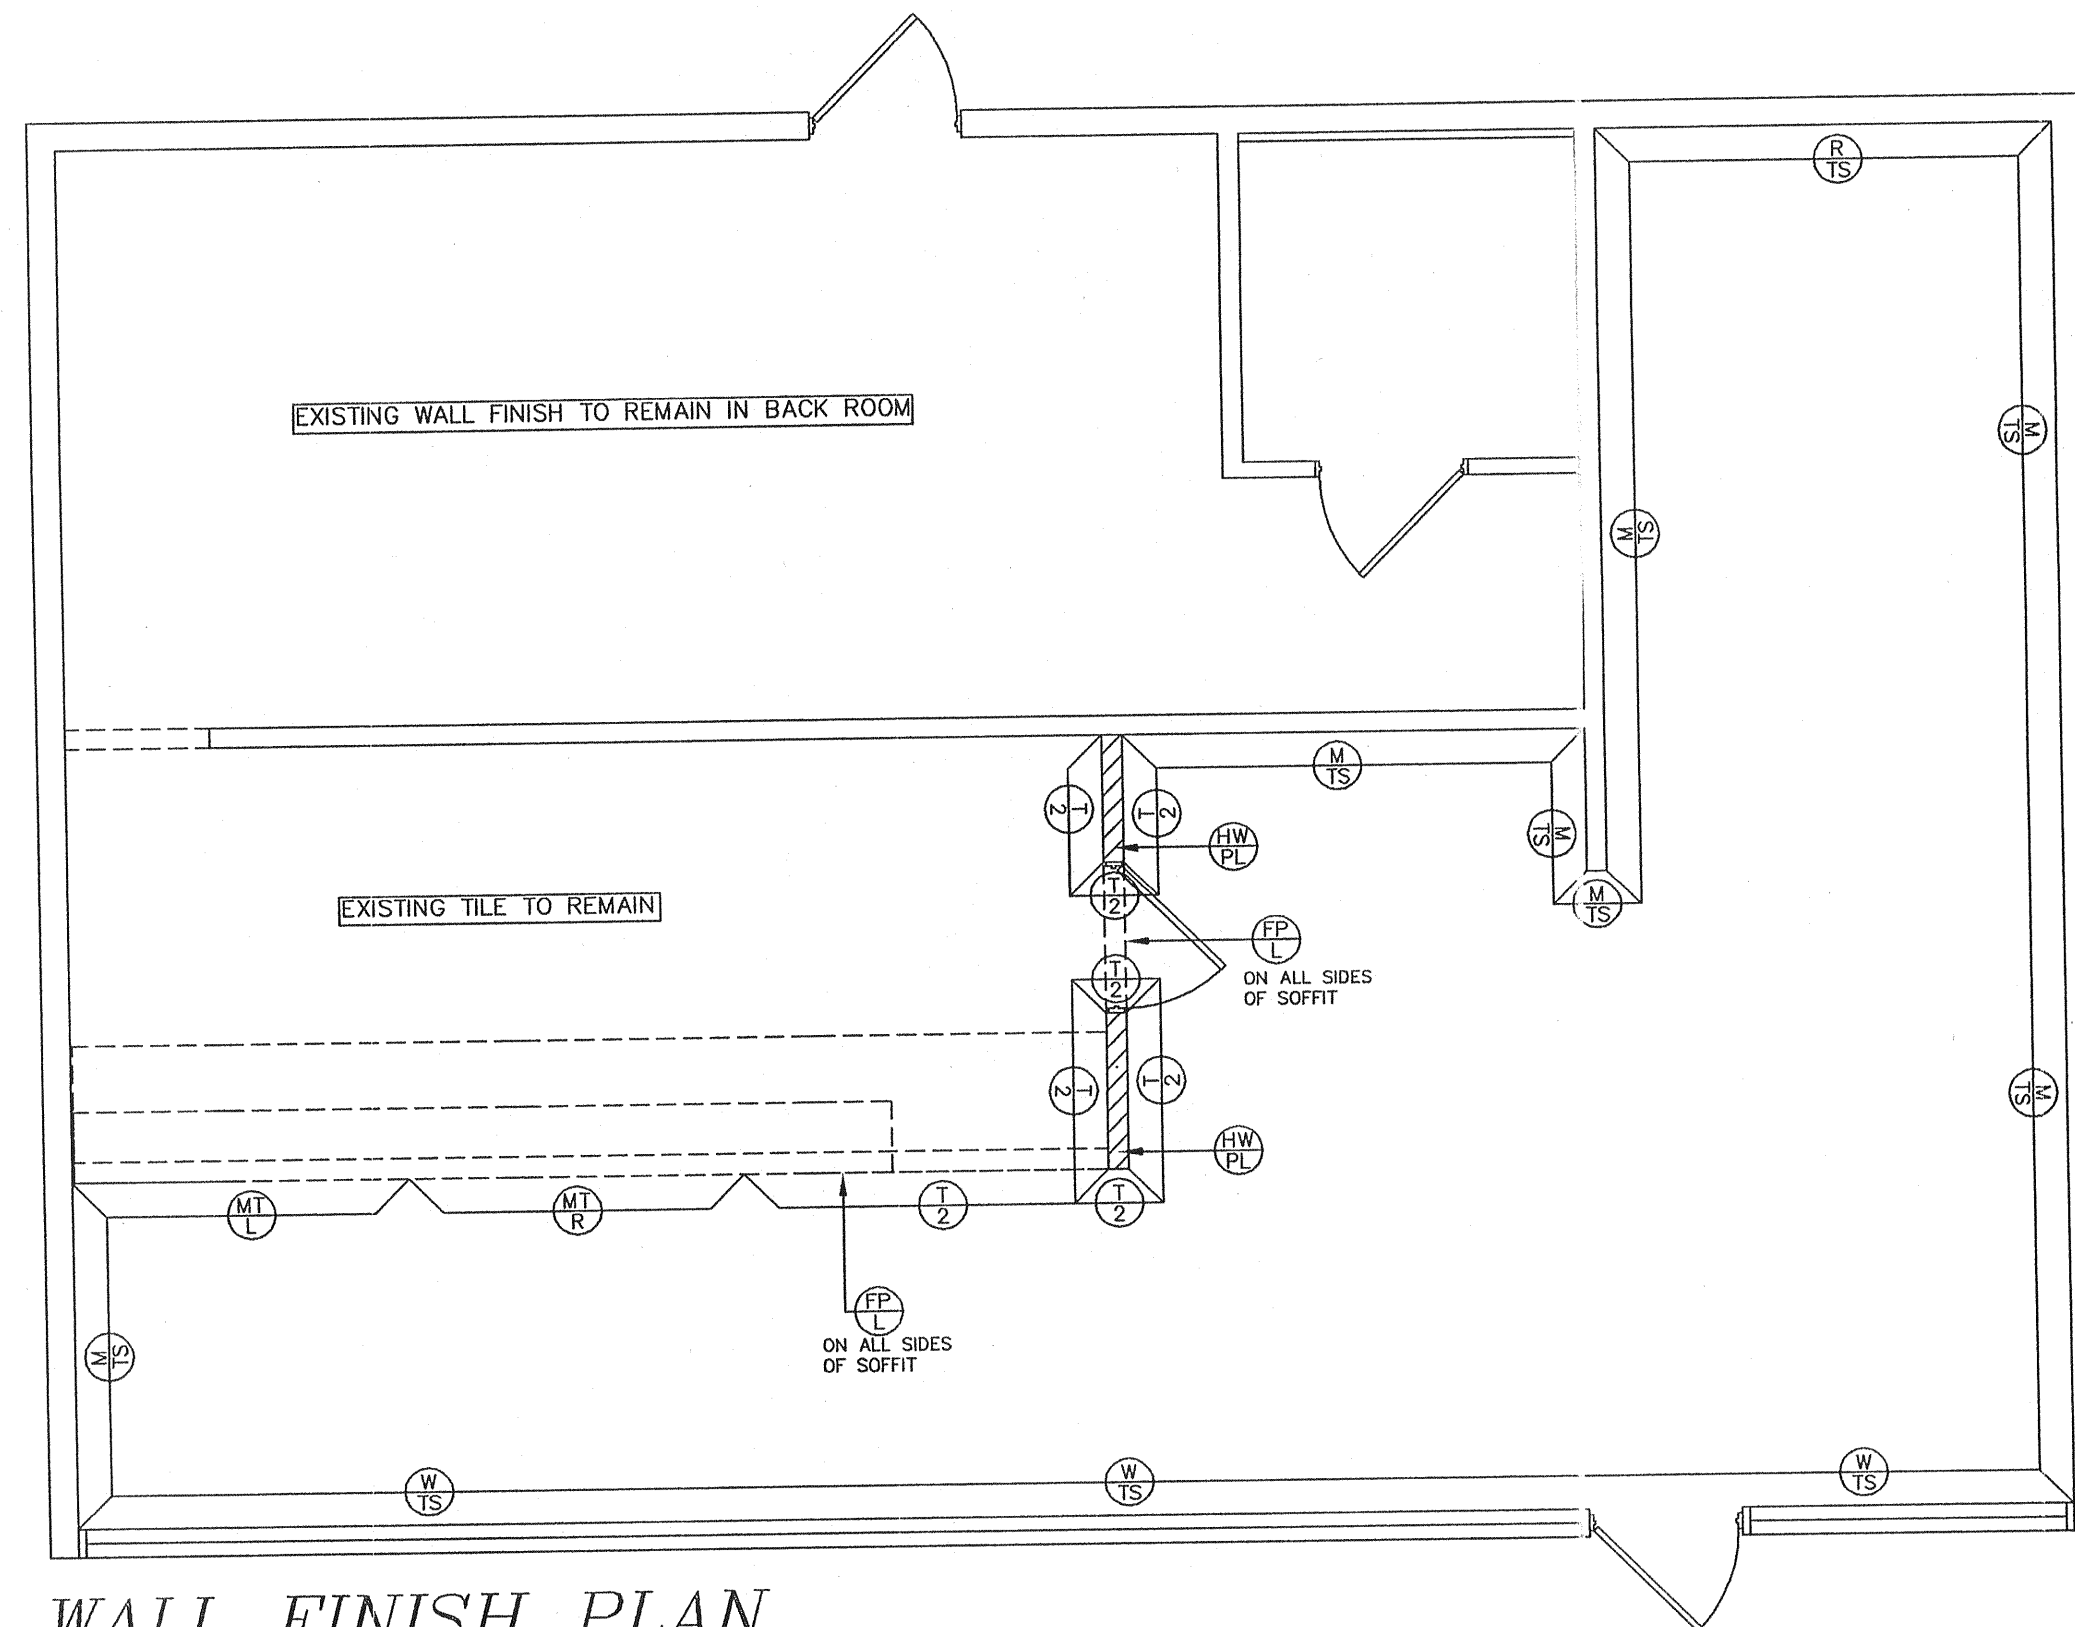 R
TS
EXISTING WALL FINISH TO REMAIN IN BACK ROOM
M
TS
M
TS
M
TS
T
2
T
2
M
TS
HW
PL
T
2
M
TS
EXISTING TILE TO REMAIN
FP
L
ON ALL SIDES
OF SOFFIT
T
2
T
2
T
2
M
TS
HW
PL
MT
L
MT
R
T
2
T
2
FP
L
ON ALL SIDES
OF SOFFIT
M
TS
W
TS
W
TS
W
TS
WALL FINISH PLAN